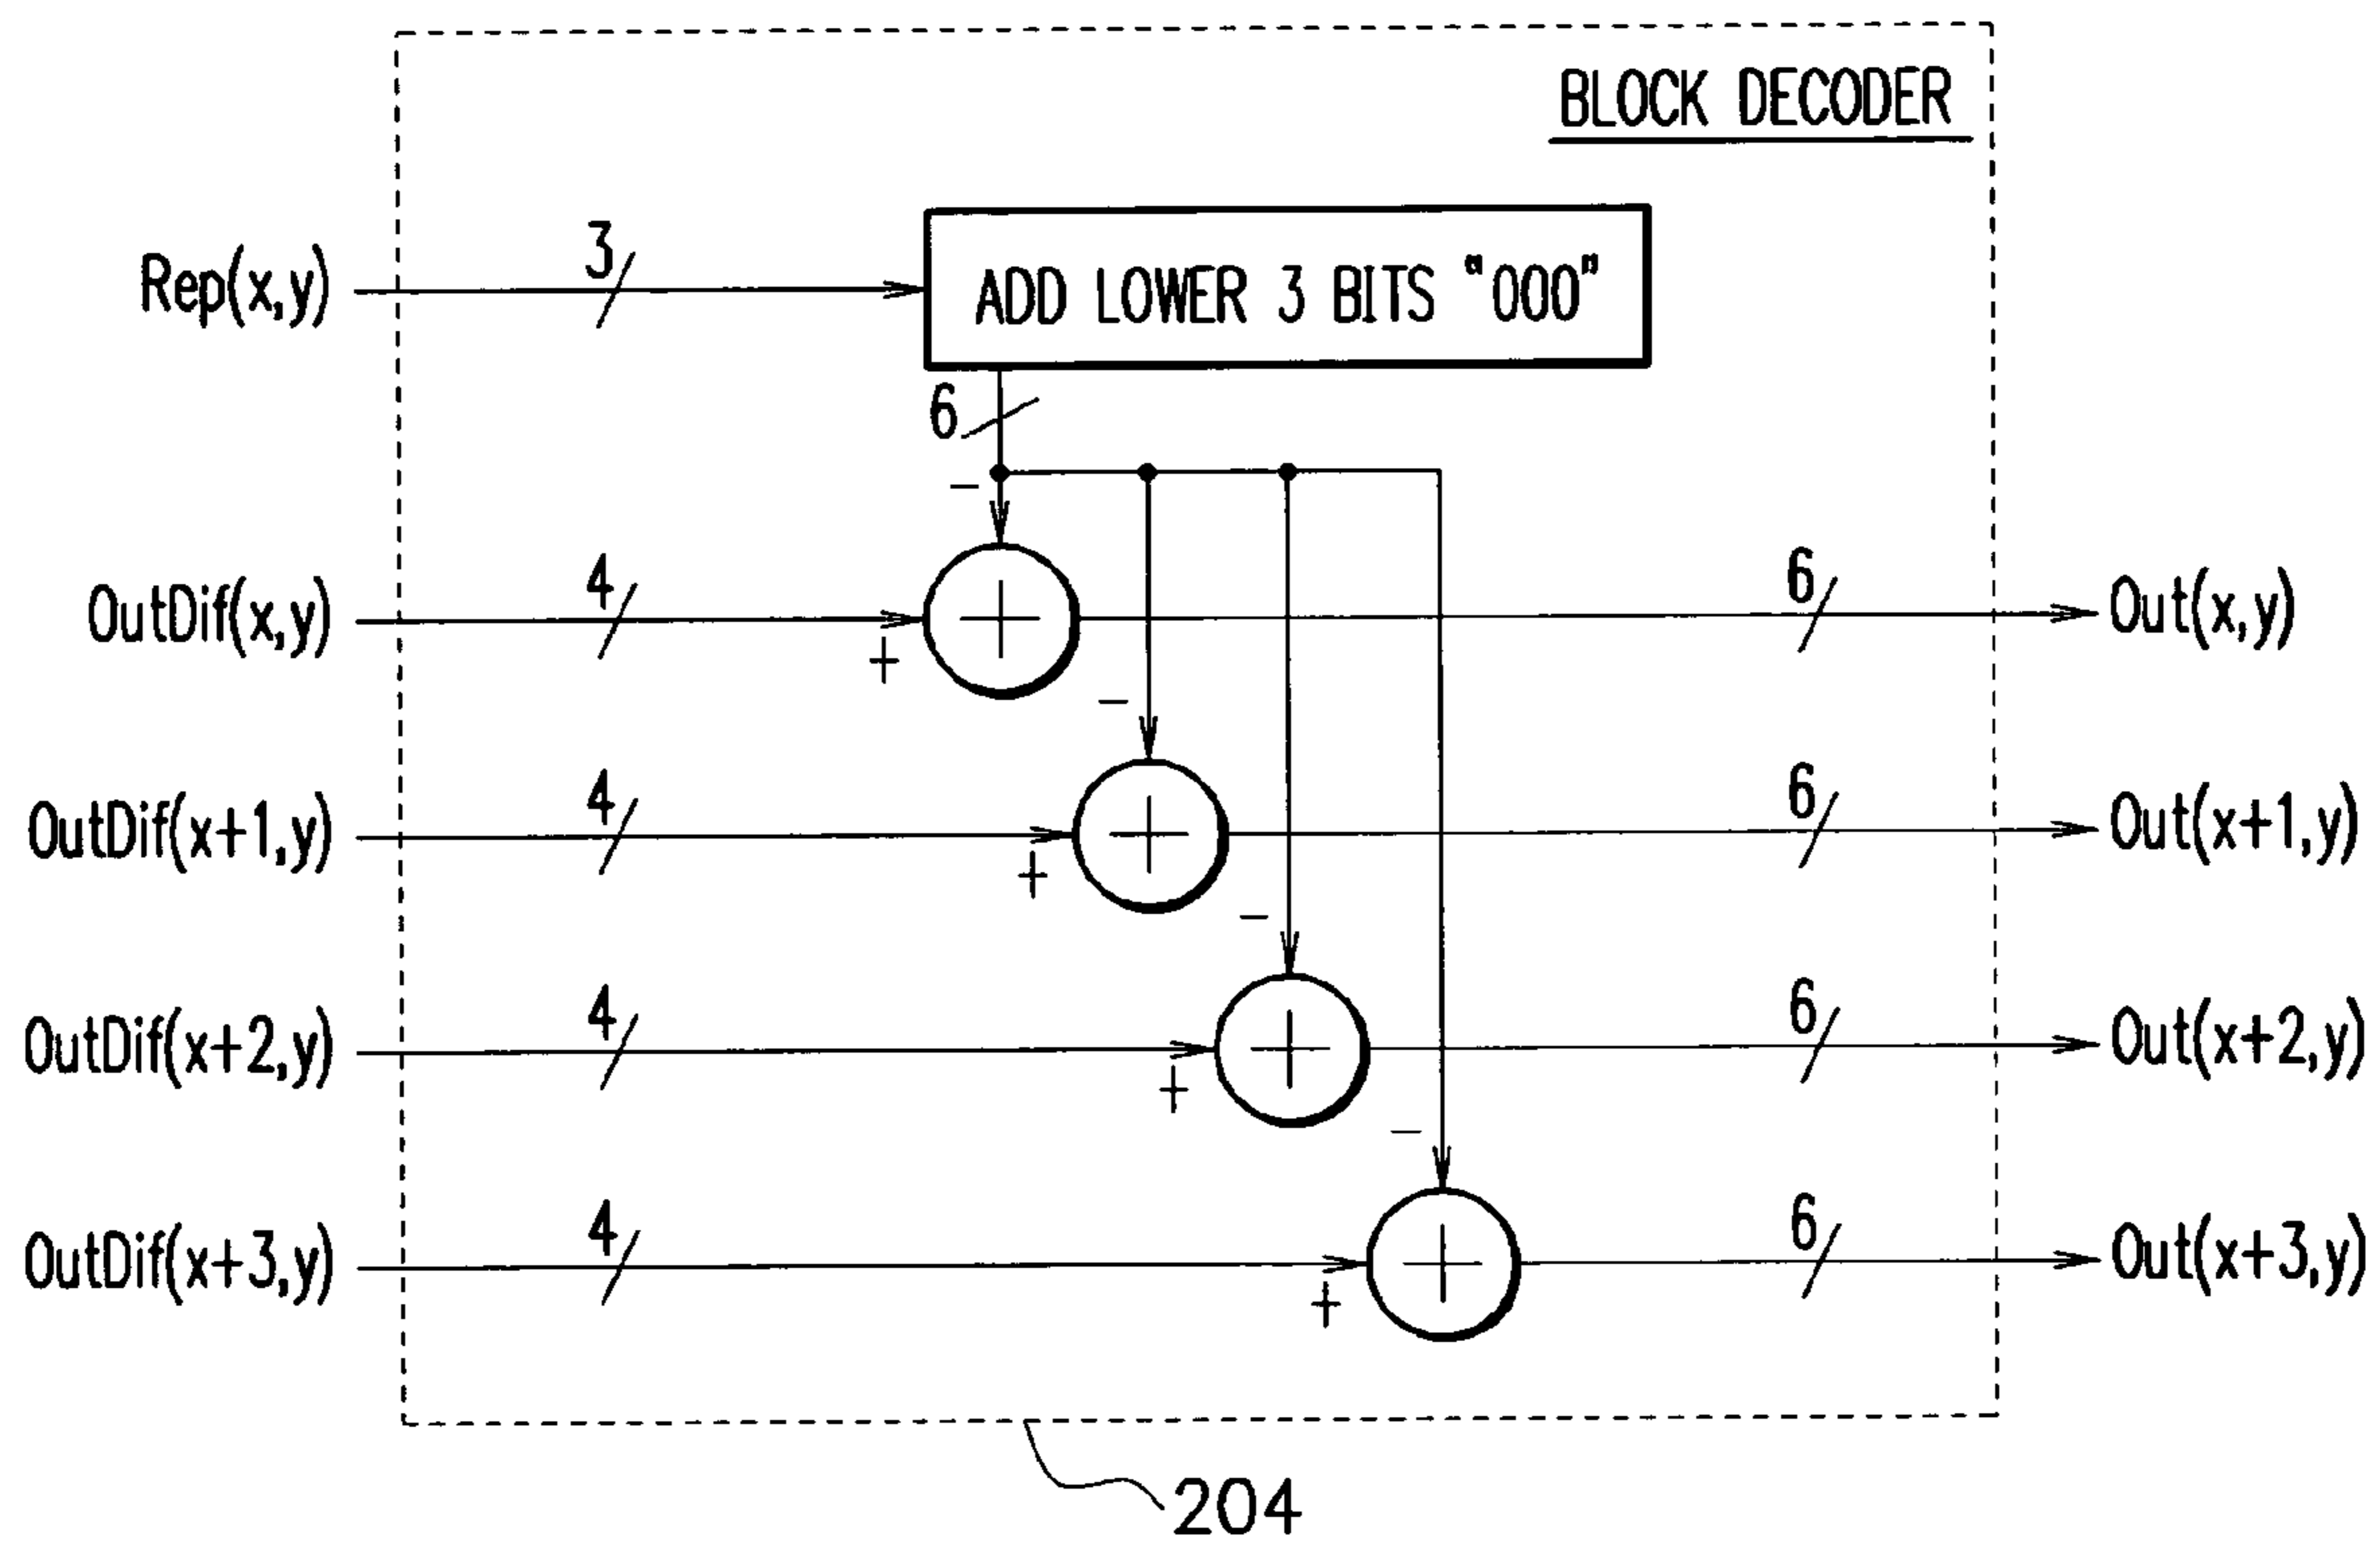 BLOCK DECODER
Rep(x,y)
3
ADD LOWER 3 BITS "000"
6
−
OutDif(x,y)
4
+
+
6
Out(x,y)
−
OutDif(x+1,y)
4
+
+
6
Out(x+1,y)
−
OutDif(x+2,y)
4
+
+
6
Out(x+2,y)
−
OutDif(x+3,y)
4
+
+
6
Out(x+3,y)
204